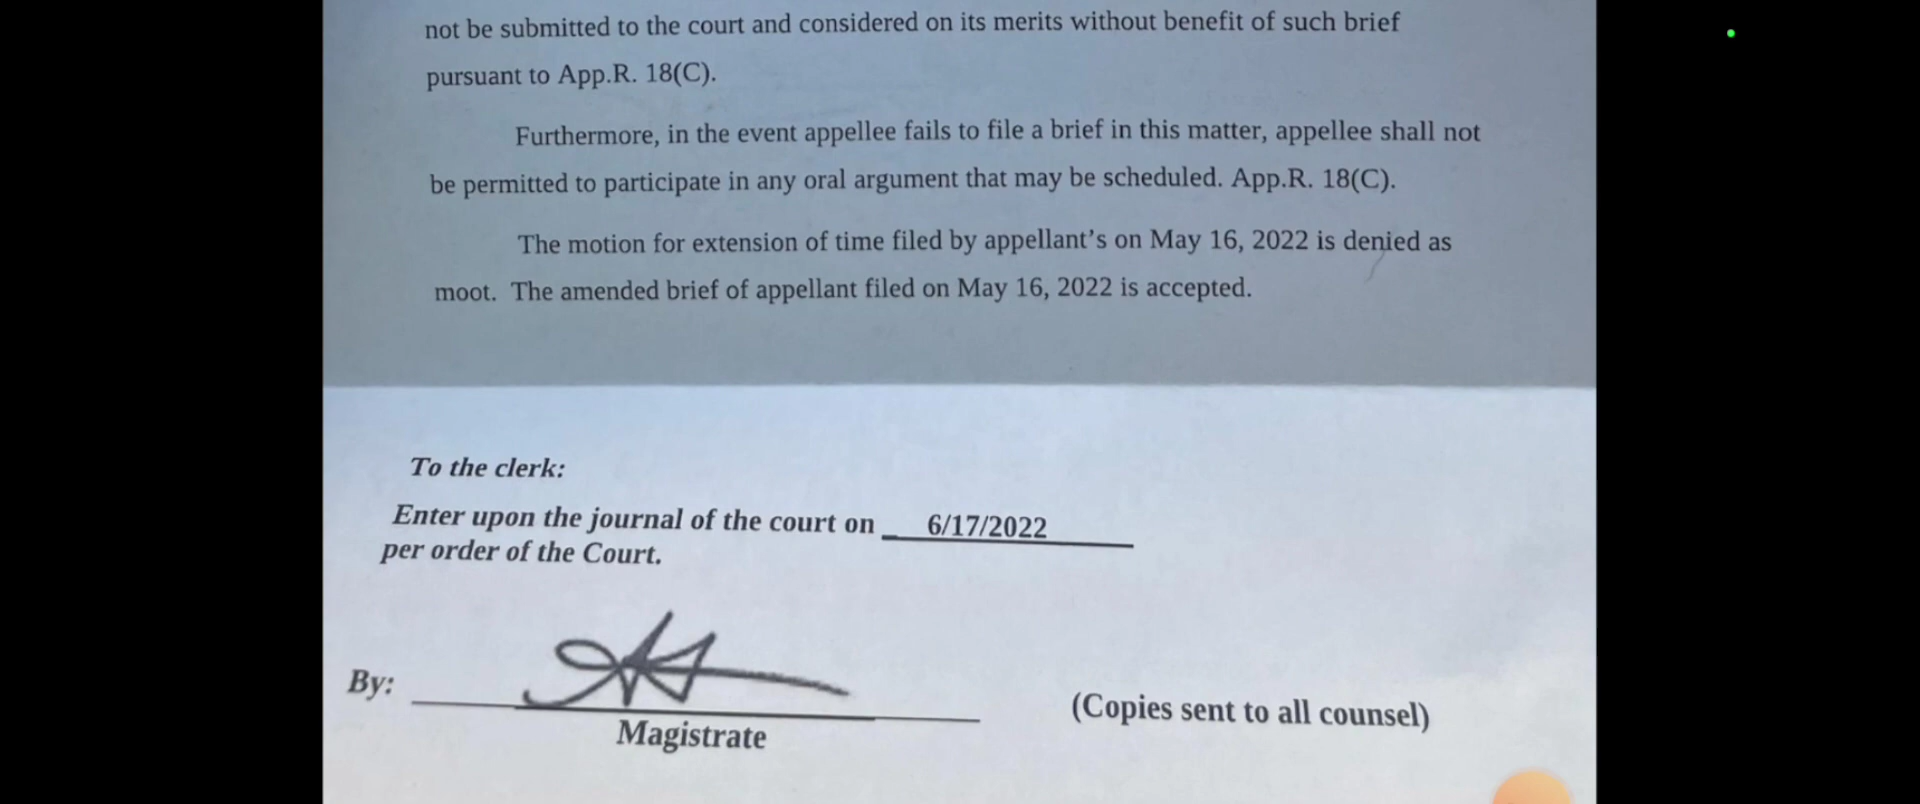 not be submitted to the court and considered on its merits without benefit of such brief
pursuant to App.R. 18(C).
Furthermore, in the event appellee fails to file a brief in this matter, appellee shall not
be permitted to participate in any oral argument that may be scheduled. App.R. 18(C).
The motion for extension of time filed by appellant's on May 16, 2022 is denied as
moot. The amended brief of appellant filed on May 16, 2022 is accepted.
To the clerk:
Enter upon the journal of the court on 6/17/2022
per order of the Court.
By:
Magistrate
(Copies sent to all counsel)